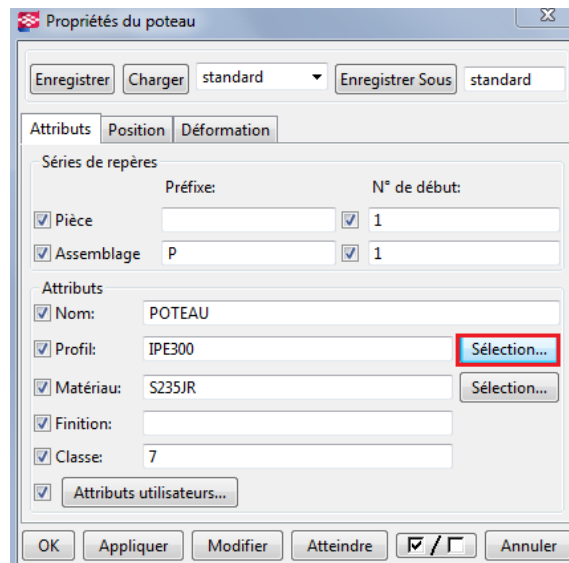 Propriétés du poteau
Enregistrer Charger standard Enregistrer Sous standard
Attributs Position Déformation
Séries de repères
Préfixe: N° de début:
Pièce 1
Assemblage P 1
Attributs
Nom: POTEAU
Profil: IPE300 Sélection...
Matériau: S235JR Sélection...
Finition:
Classe: 7
Attributs utilisateurs...
OK Appliquer Modifier Atteindre / Annuler